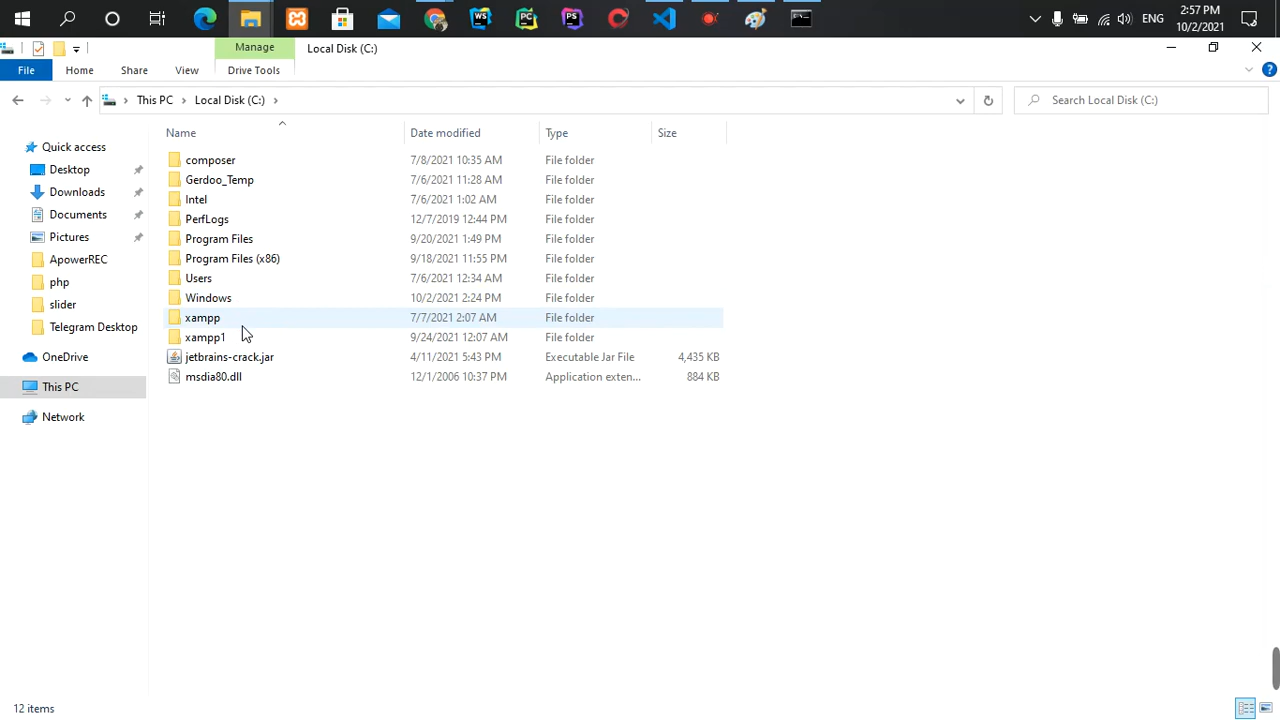 WS
PC
PS
ENG
2:57 PM
10/2/2021
Manage
Local Disk (C:)
File
Home
Share
View
Drive Tools
This PC
Local Disk (C:)
Search Local Disk (C:)
Name
Date modified
Type
Size
Quick access
Desktop
Downloads
Documents
Pictures
ApowerREC
php
slider
Telegram Desktop
OneDrive
This PC
Network
composer 7/8/2021 10:35 AM File folder
Gerdoo_Temp 7/6/2021 11:28 AM File folder
Intel 7/6/2021 1:02 AM File folder
PerfLogs 12/7/2019 12:44 PM File folder
Program Files 9/20/2021 1:49 PM File folder
Program Files (x86) 9/18/2021 11:55 PM File folder
Users 7/6/2021 12:34 AM File folder
Windows 10/2/2021 2:24 PM File folder
xampp 7/7/2021 2:07 AM File folder
xampp1 9/24/2021 12:07 AM File folder
jetbrains-crack.jar 4/11/2021 5:43 PM Executable Jar File 4,435 KB
msdia80.dll 12/1/2006 10:37 PM Application exten... 884 KB
12 items